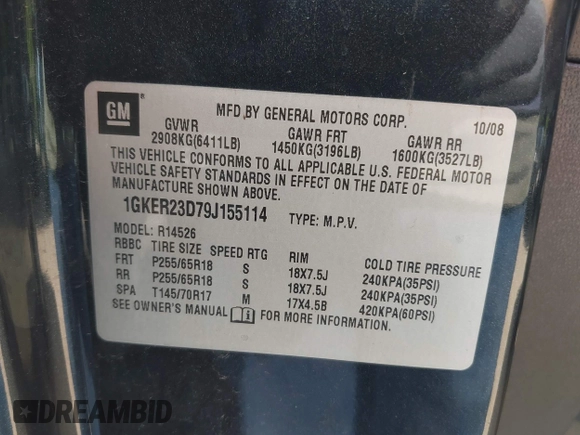 GM ®
MFD BY GENERAL MOTORS CORP. 10/08
GVWR GAWR FRT GAWR RR
2908KG(6411LB) 1450KG(3196LB) 1600KG(3527LB)
THIS VEHICLE CONFORMS TO ALL APPLICABLE U.S. FEDERAL MOTOR
VEHICLE SAFETY STANDARDS IN EFFECT ON THE DATE OF
MANUFACTURE SHOWN ABOVE.
1GKER23D79J155114 TYPE: M.P.V.
MODEL: R14526
RBBC TIRE SIZE SPEED RTG RIM COLD TIRE PRESSURE
FRT P255/65R18 S 18X7.5J 240KPA(35PSI)
RR P255/65R18 S 18X7.5J 240KPA(35PSI)
SPA T145/70R17 M 17X4.5B 420KPA(60PSI)
SEE OWNER'S MANUAL FOR MORE INFORMATION.
DREAMBID